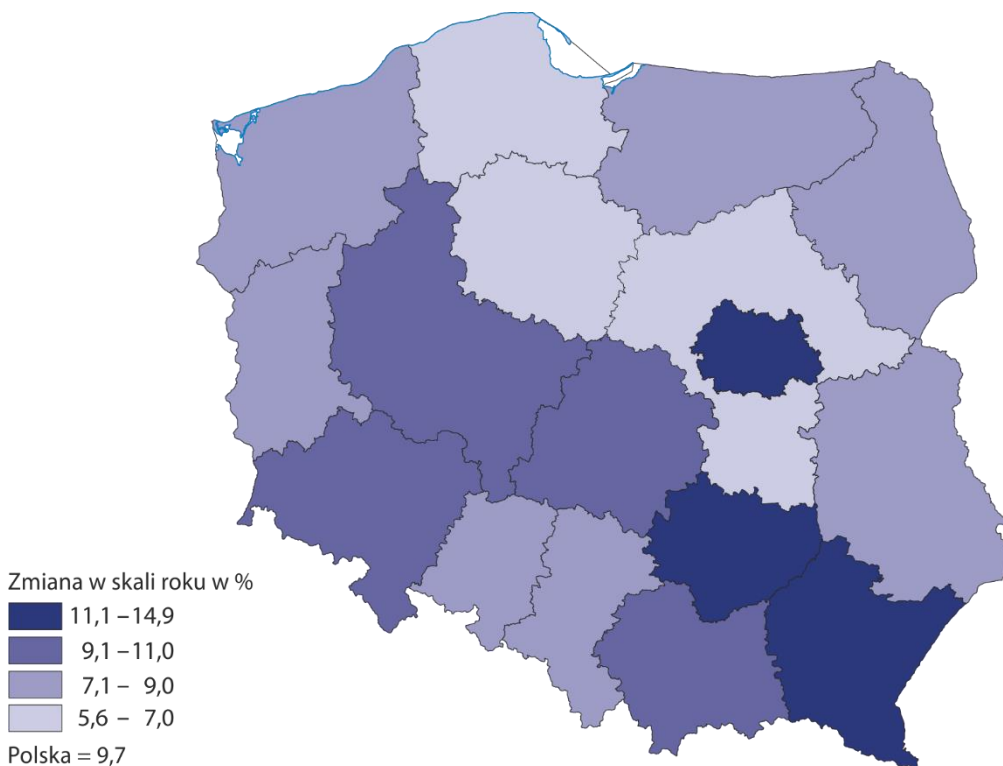 Zmiana w skali roku w %
11,1 – 14,9
9,1 – 11,0
7,1 – 9,0
5,6 – 7,0
Polska = 9,7